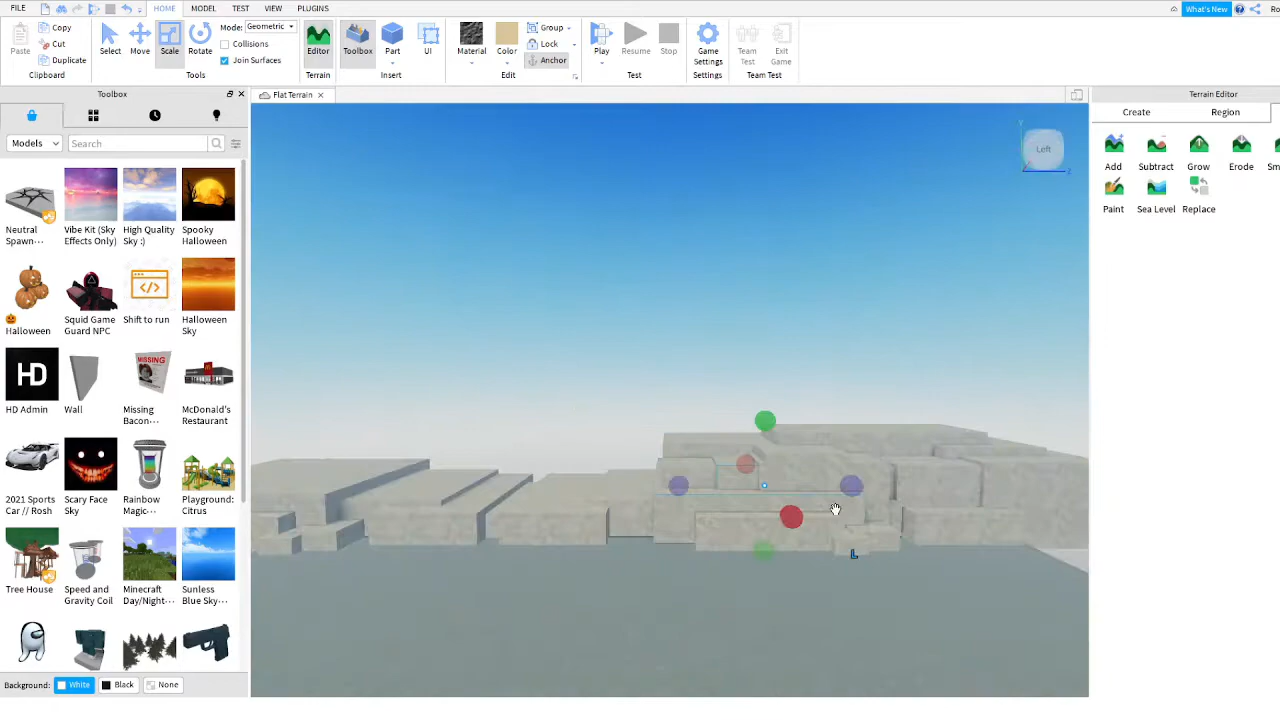 FILE HOME MODEL TEST VIEW PLUGINS What's New
Copy Mode: Geometric Group
Cut Collisions Lock
Paste Duplicate Select Move Scale Rotate Join Surfaces Editor Toolbox Part UI Material Color Anchor Play Resume Stop Game Settings Team Test Exit Game
Clipboard Tools Terrain Insert Edit Test Settings Team Test
Toolbox
Flat Terrain
Terrain Editor
Create Region
Models Search
Add Subtract Grow Erode
Paint Sea Level Replace
Left
Y
Z
L
Neutral Spawn···
Vibe Kit (Sky Effects Only)
High Quality Sky :)
Spooky Halloween
Halloween
Squid Game Guard NPC
Shift to run
Halloween Sky
HD
MISSING
HD Admin
Wall
Missing Bacon···
McDonald's Restaurant
2021 Sports Car // Rosh
Scary Face Sky
Rainbow Magic···
Playground: Citrus
Tree House
Speed and Gravity Coil
Minecraft Day/Night···
Sunless Blue Sky···
Background: White Black None